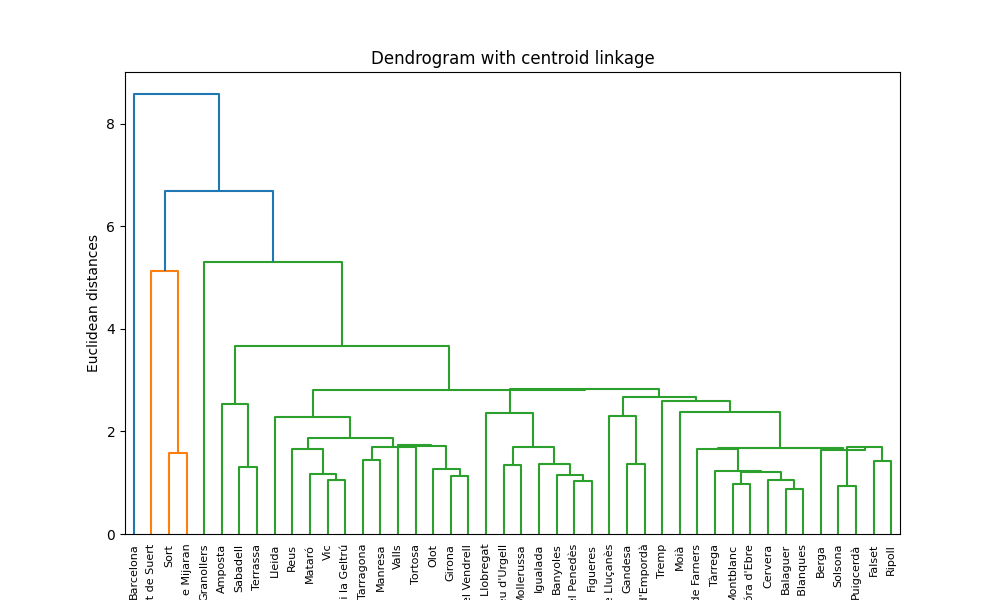 Dendrogram with centroid linkage
Euclidean distances
8
6
4
2
0
Barcelona
t de Suert
Sort
e Mijaran
Granollers
Amposta
Sabadell
Terrassa
Lleida
Reus
Mataró
Vic
i la Geltrú
Tarragona
Manresa
Valls
Tortosa
Olot
Girona
el Vendrell
Llobregat
eu d'Urgell
Mollerussa
Igualada
Banyoles
el Penedès
Figueres
e Lluçanès
Gandesa
d'Empordà
Tremp
Moià
de Farners
Tàrrega
Montblanc
óra d'Ebre
Cervera
Balaguer
Blanques
Berga
Solsona
Puigcerdà
Falset
Ripoll